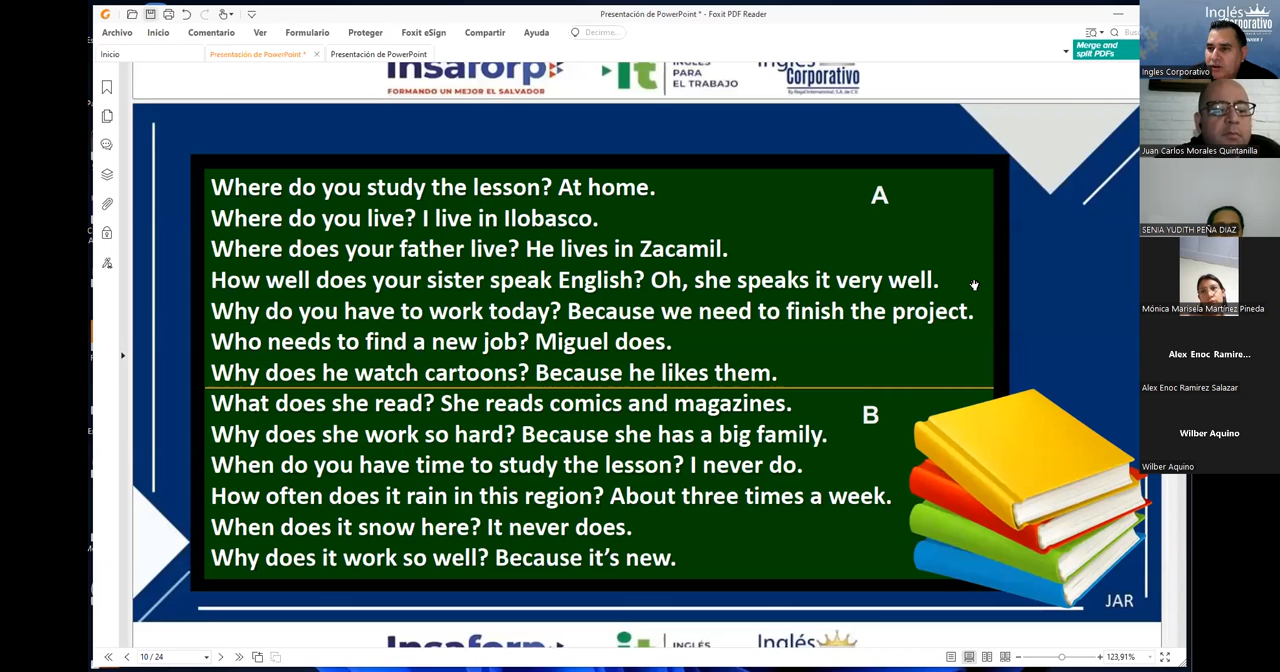 Presentación de PowerPoint * - Foxit PDF Reader
Archivo Inicio Comentario Ver Formulario Proteger Foxit eSign Compartir Ayuda Decirme...
Inicio Presentación de PowerPoint * Presentación de PowerPoint
Merge and
split PDFs
Insaforp
FORMANDO UN MEJOR EL SALVADOR
it
INGLÉS
PARA
EL TRABAJO
Inglés
Corporativo
Where do you study the lesson? At home.
A
Where do you live? I live in Ilobasco.
Where does your father live? He lives in Zacamil.
How well does your sister speak English? Oh, she speaks it very well.
Why do you have to work today? Because we need to finish the project.
Who needs to find a new job? Miguel does.
Why does he watch cartoons? Because he likes them.
What does she read? She reads comics and magazines.
B
Why does she work so hard? Because she has a big family.
When do you have time to study the lesson? I never do.
How often does it rain in this region? About three times a week.
When does it snow here? It never does.
Why does it work so well? Because it's new.
JAR
Insaforp
it
INGLÉS
Inglés
10 / 24
123,91%
Inglés
Corporativo
Ingles Corporativo
Juan Carlos Morales Quintanilla
SENIA YUDITH PEÑA DIAZ
Mónica Marisela Martínez Pineda
Alex Enoc Ramire...
Alex Enoc Ramirez Salazar
Wilber Aquino
Wilber Aquino